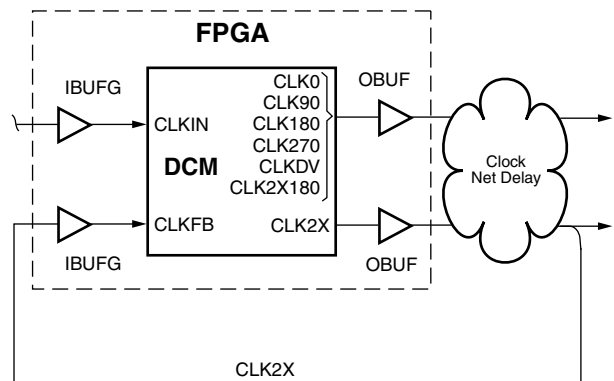 FPGA
IBUFG
CLKIN
DCM
CLK0
CLK90
CLK180
CLK270
CLKDV
CLK2X180
OBUF
Clock
Net Delay
CLKFB
CLK2X
IBUFG
OBUF
CLK2X